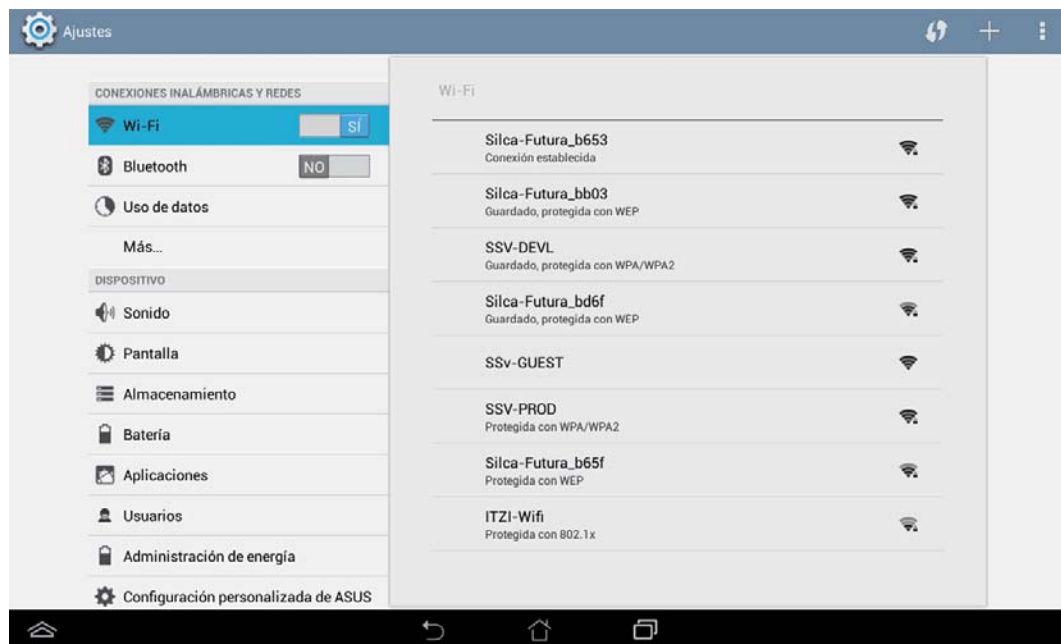 Ajustes
CONEXIONES INALÁMBRICAS Y REDES
Wi-Fi
SÍ
Bluetooth
NO
Uso de datos
Más...
DISPOSITIVO
Sonido
Pantalla
Almacenamiento
Batería
Aplicaciones
Usuarios
Administración de energía
Configuración personalizada de ASUS
Wi-Fi
Silca-Futura_b653
Conexión establecida
Silca-Futura_bb03
Guardado, protegida con WEP
SSV-DEVL
Guardado, protegida con WPA/WPA2
Silca-Futura_bd6f
Guardado, protegida con WEP
SSv-GUEST
SSV-PROD
Protegida con WPA/WPA2
Silca-Futura_b65f
Protegida con WEP
ITZI-Wifi
Protegida con 802.1x